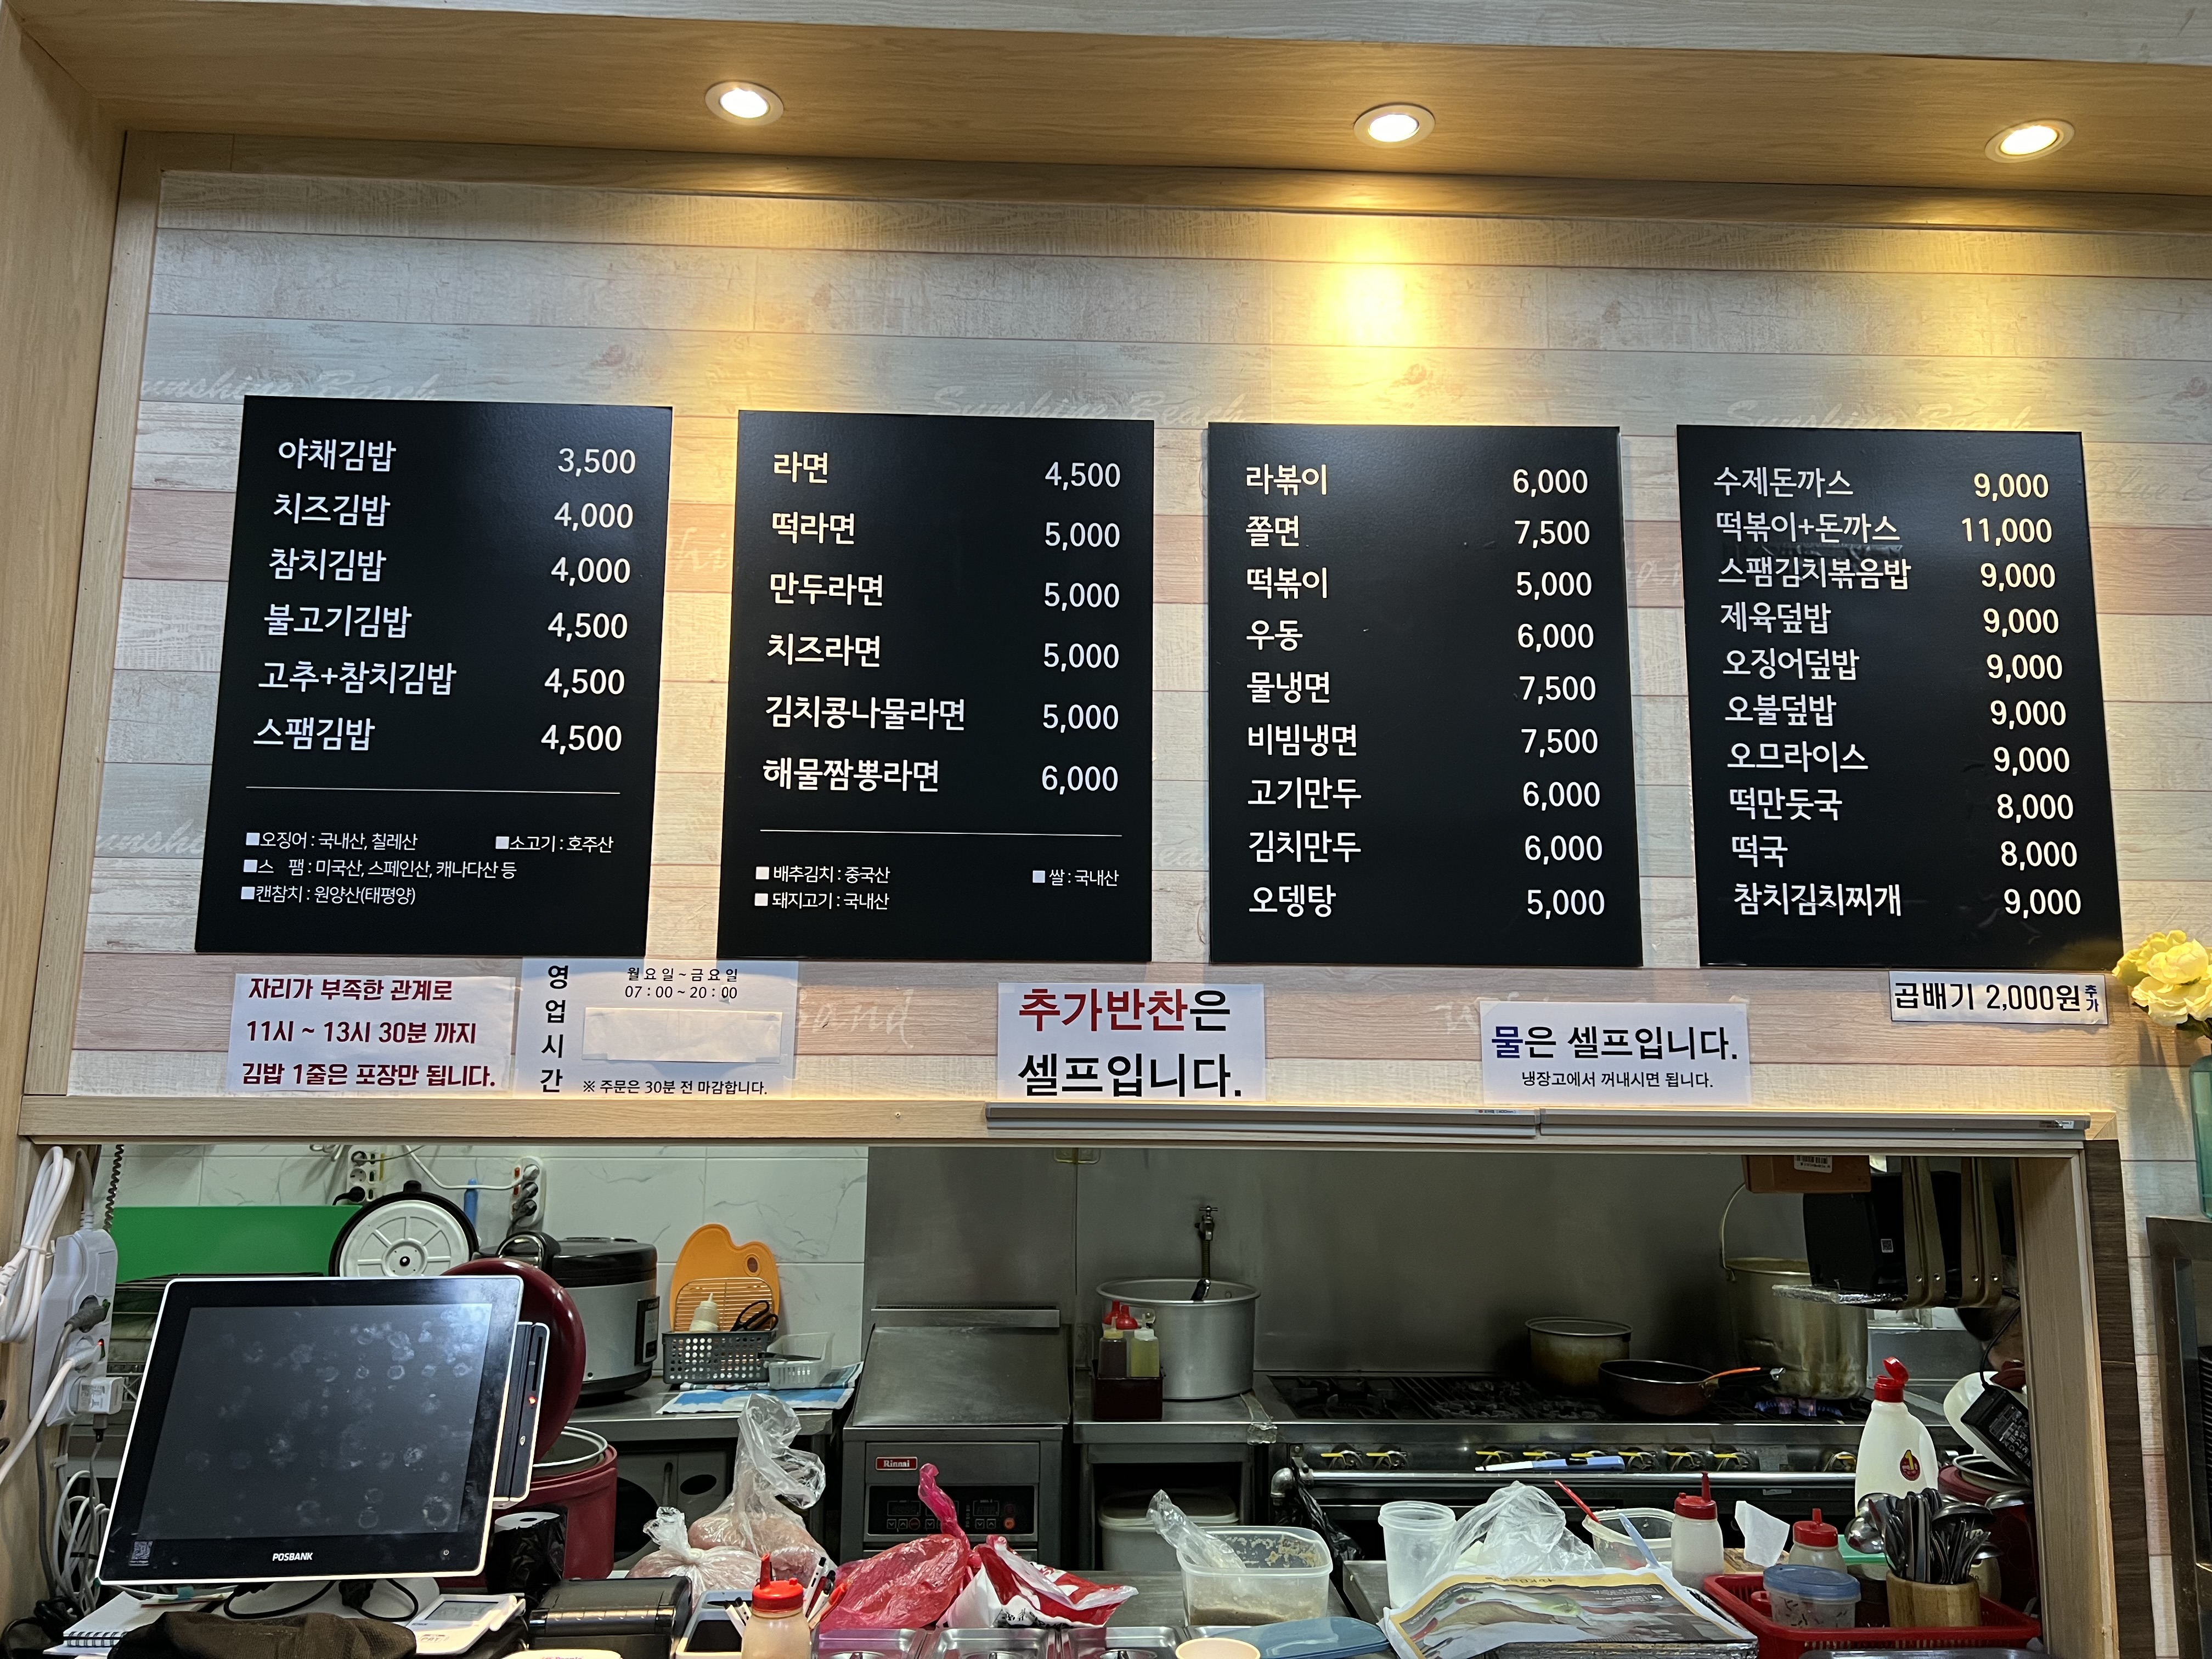 야채김밥 3,500
치즈김밥 4,000
참치김밥 4,000
불고기김밥 4,500
고추+참치김밥 4,500
스팸김밥 4,500
■오징어 : 국내산, 칠레산 ■소고기 : 호주산
■스 팸 : 미국산, 스페인산, 캐나다산 등
■캔참치 : 원양산(태평양)
라면 4,500
떡라면 5,000
만두라면 5,000
치즈라면 5,000
김치콩나물라면 5,000
해물짬뽕라면 6,000
■ 배추김치 : 중국산 ■ 쌀 : 국내산
■ 돼지고기 : 국내산
라볶이 6,000
쫄면 7,500
떡볶이 5,000
우동 6,000
물냉면 7,500
비빔냉면 7,500
고기만두 6,000
김치만두 6,000
오뎅탕 5,000
수제돈까스 9,000
떡볶이+돈까스 11,000
스팸김치볶음밥 9,000
제육덮밥 9,000
오징어덮밥 9,000
오불덮밥 9,000
오므라이스 9,000
떡만둣국 8,000
떡국 8,000
참치김치찌개 9,000
자리가 부족한 관계로
11시 ~ 13시 30분 까지
김밥 1줄은 포장만 됩니다.
영업시간
월요일~금요일
07:00~20:00
※ 주문은 30분 전 마감합니다.
추가반찬은
셀프입니다.
물은 셀프입니다.
냉장고에서 꺼내시면 됩니다.
곱배기 2,000원 추가
Sunshine Beach
Sunshine Beach
POSBANK
Rinnai